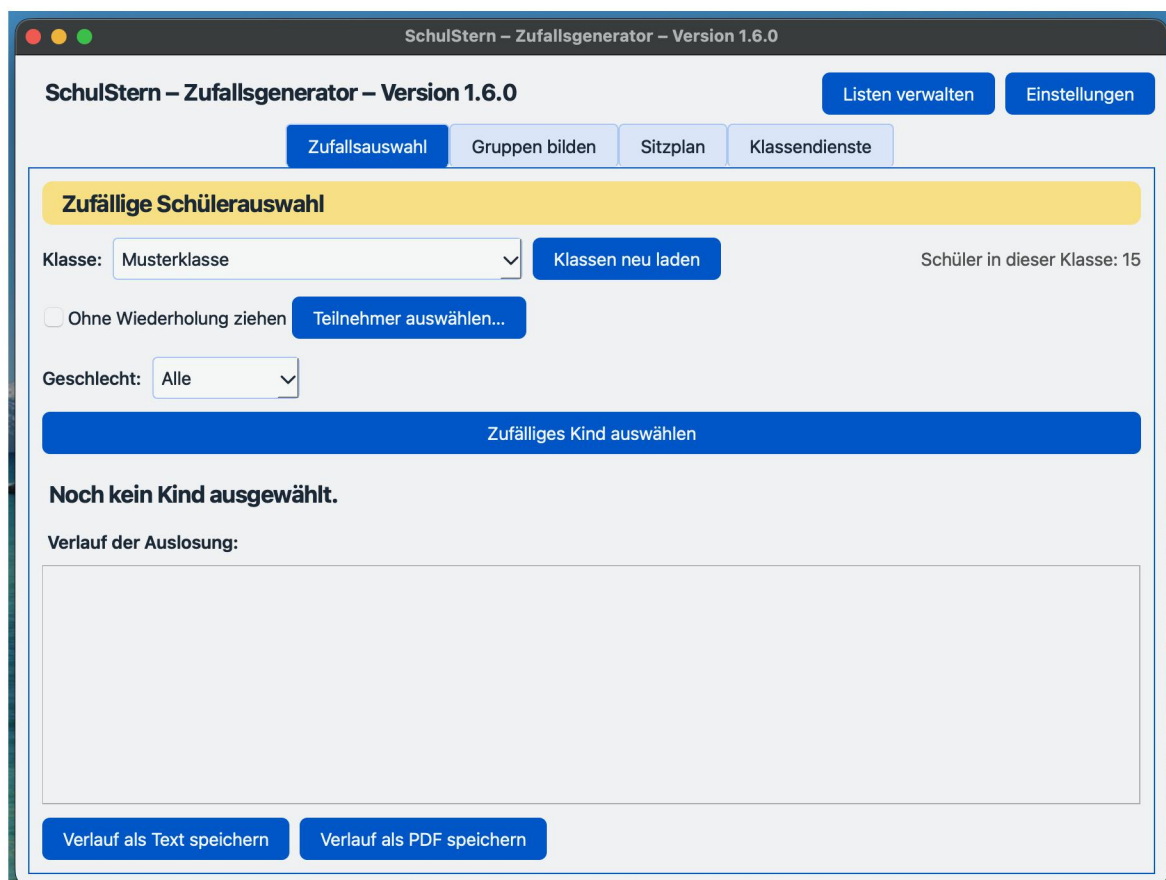 SchulStern – Zufallsgenerator – Version 1.6.0
SchulStern – Zufallsgenerator – Version 1.6.0
Listen verwalten
Einstellungen
Zufallsauswahl
Gruppen bilden
Sitzplan
Klassendienste
Zufällige Schülerauswahl
Klasse:
Musterklasse
Klassen neu laden
Schüler in dieser Klasse: 15
Ohne Wiederholung ziehen
Teilnehmer auswählen...
Geschlecht:
Alle
Zufälliges Kind auswählen
Noch kein Kind ausgewählt.
Verlauf der Auslosung:
Verlauf als Text speichern
Verlauf als PDF speichern